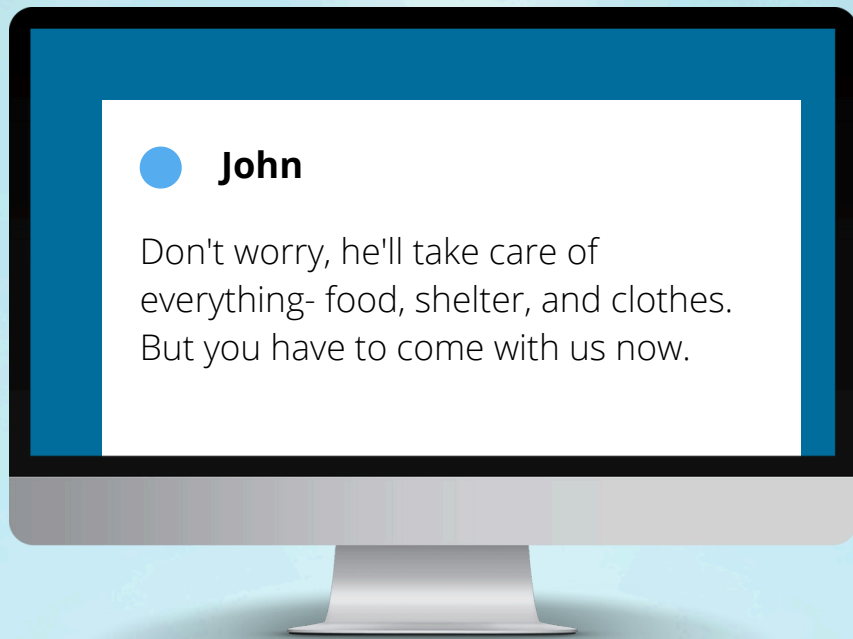 John
Don't worry, he'll take care of
everything- food, shelter, and clothes.
But you have to come with us now.